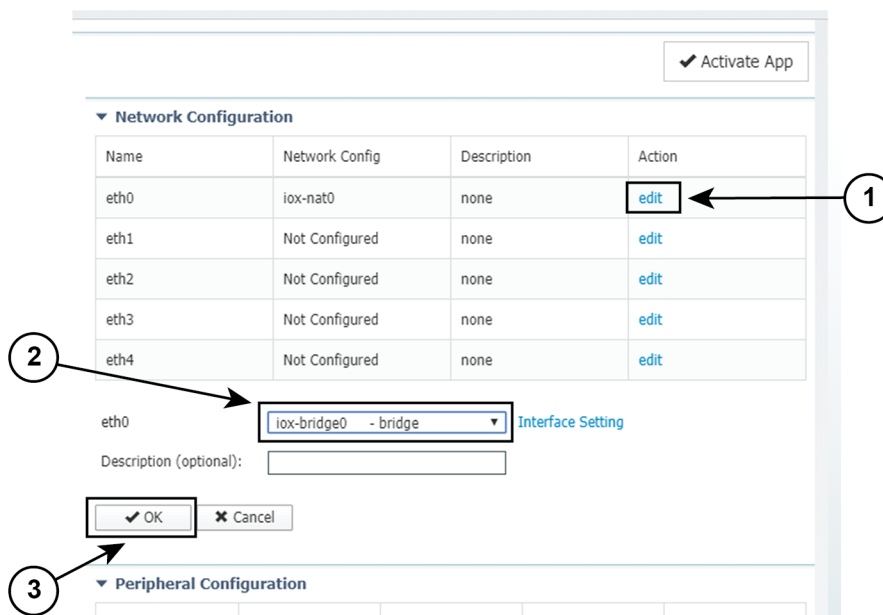 ✔ Activate App
▼ Network Configuration
Name Network Config Description Action
eth0 iox-nat0 none edit
1
eth1 Not Configured none edit
eth2 Not Configured none edit
eth3 Not Configured none edit
2
eth4 Not Configured none edit
eth0 iox-bridge0 - bridge ▼ Interface Setting
Description (optional):
✔ OK ✖ Cancel
3
▼ Peripheral Configuration